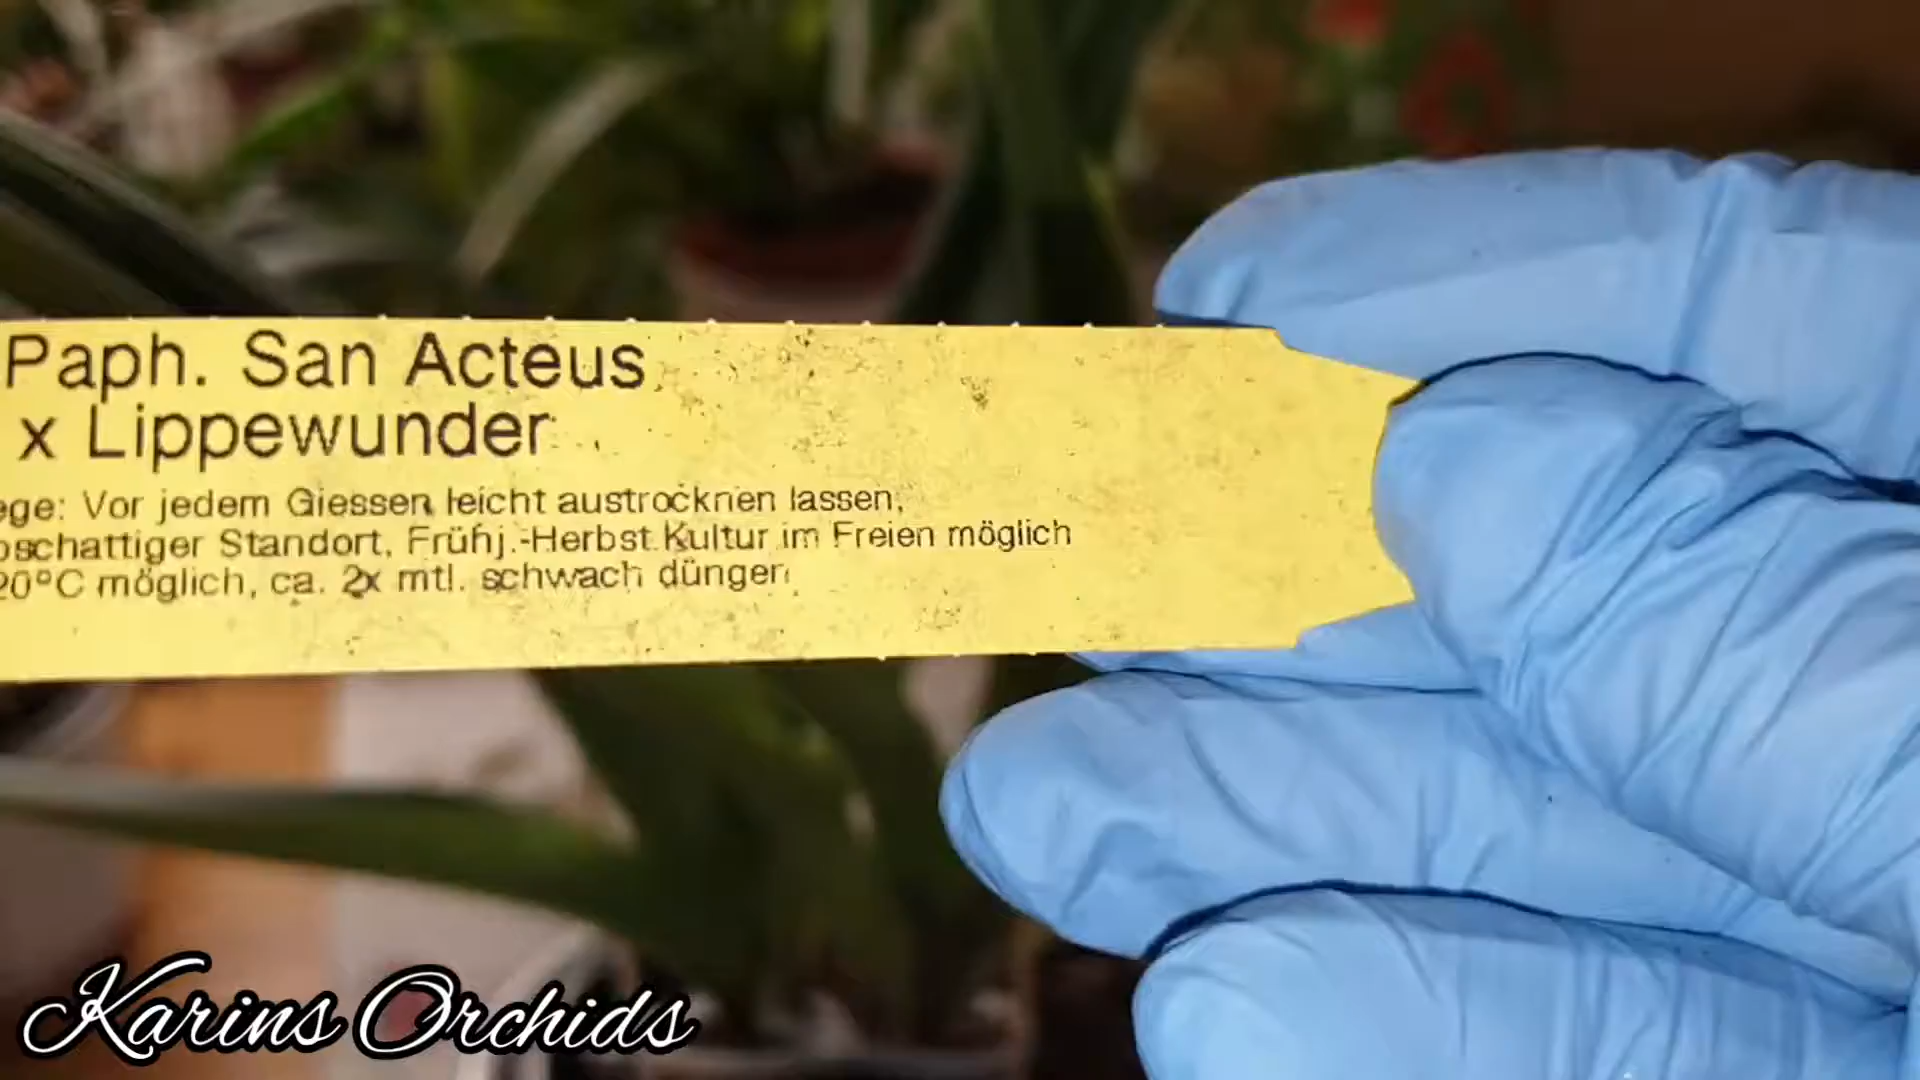 Paph. San Acteus
x Lippewunder
ege: Vor jedem Giessen leicht austrocknen lassen,
bschattiger Standort, Frühj.-Herbst Kultur im Freien möglich
20°C möglich, ca. 2x mtl. schwach düngen
Karins Orchids